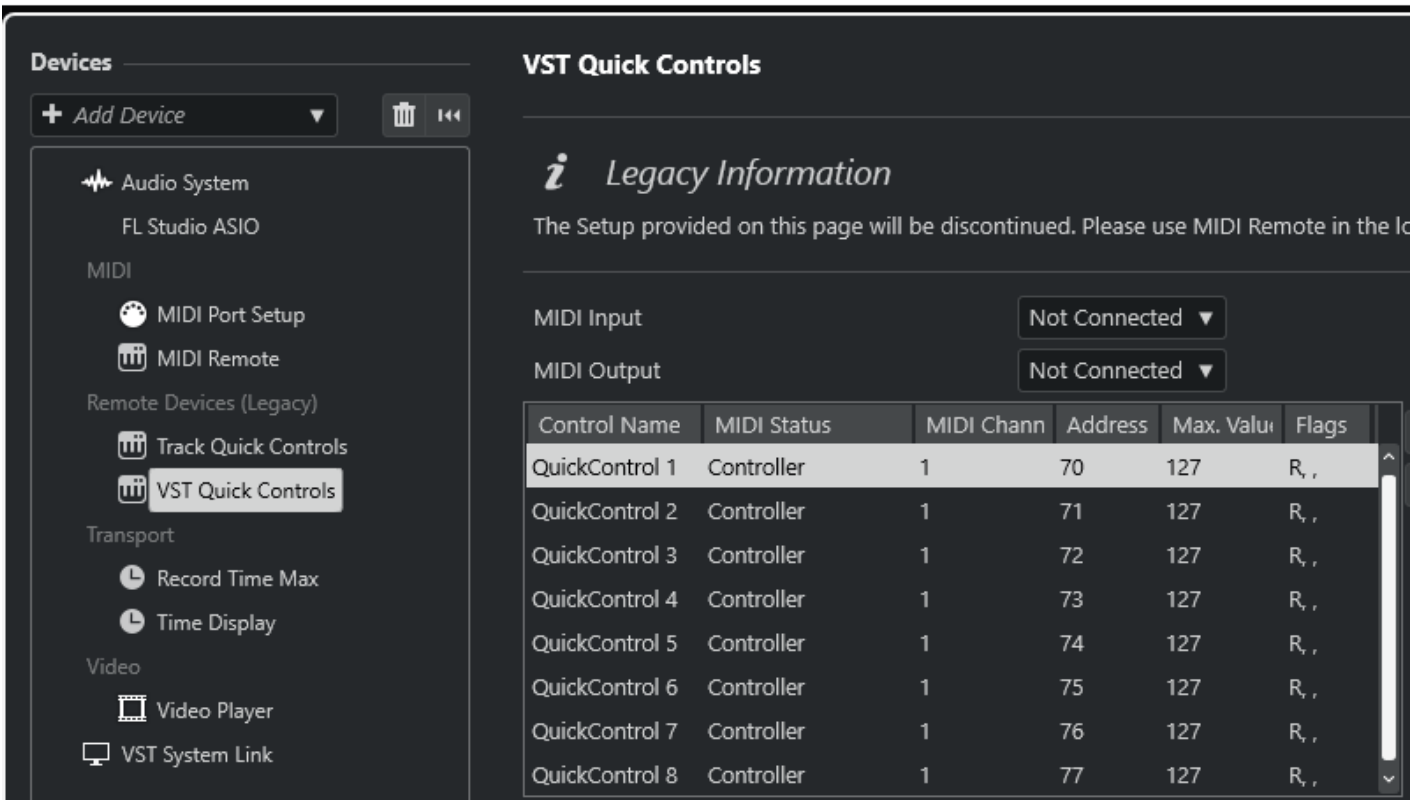 Devices
+ Add Device
Audio System
FL Studio ASIO
MIDI
MIDI Port Setup
MIDI Remote
Remote Devices (Legacy)
Track Quick Controls
VST Quick Controls
Transport
Record Time Max
Time Display
Video
Video Player
VST System Link
VST Quick Controls
i Legacy Information
The Setup provided on this page will be discontinued. Please use MIDI Remote in the
MIDI Input Not Connected
MIDI Output Not Connected
Control Name MIDI Status MIDI Chann Address Max. Valu Flags
QuickControl 1 Controller 1 70 127 R, ,
QuickControl 2 Controller 1 71 127 R, ,
QuickControl 3 Controller 1 72 127 R, ,
QuickControl 4 Controller 1 73 127 R, ,
QuickControl 5 Controller 1 74 127 R, ,
QuickControl 6 Controller 1 75 127 R, ,
QuickControl 7 Controller 1 76 127 R, ,
QuickControl 8 Controller 1 77 127 R, ,